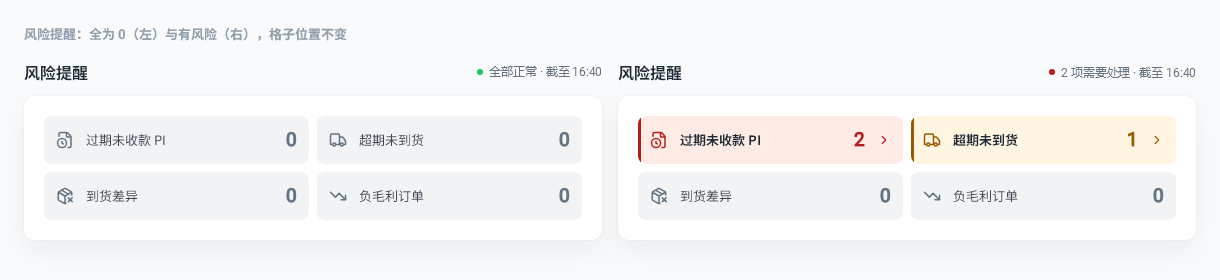 风险提醒：全为 0（左）与有风险（右），格子位置不变
风险提醒
全部正常 · 截至 16:40
过期未收款 PI 0
超期未到货 0
到货差异 0
负毛利订单 0
风险提醒
2 项需要处理 · 截至 16:40
过期未收款 PI 2
超期未到货 1
到货差异 0
负毛利订单 0